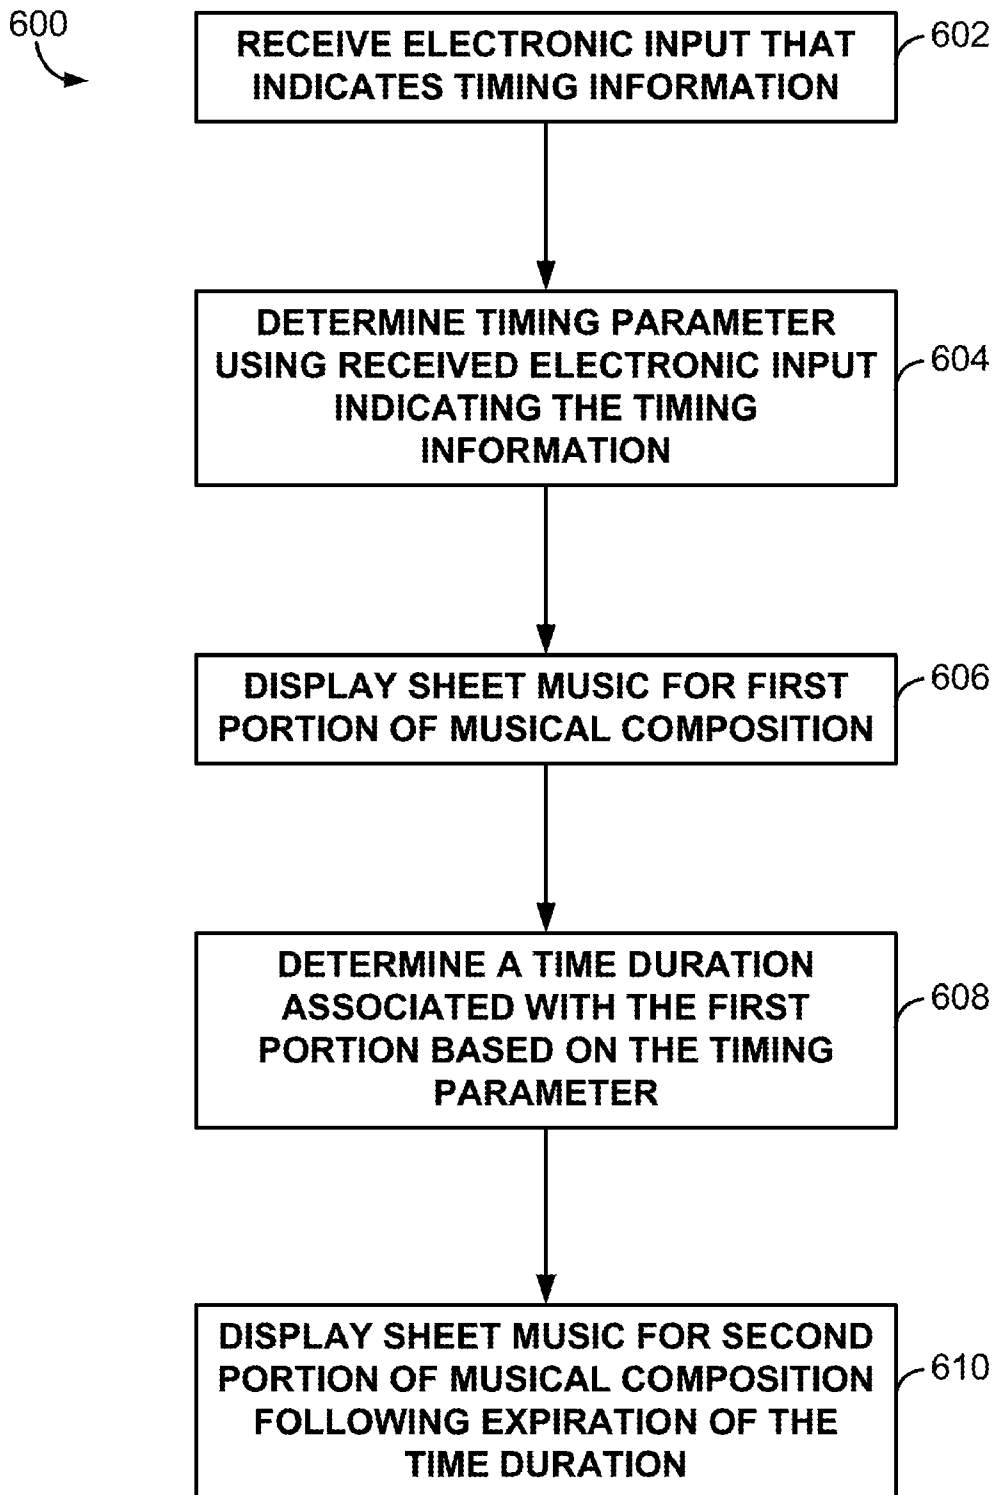 600
RECEIVE ELECTRONIC INPUT THAT
INDICATES TIMING INFORMATION
602
DETERMINE TIMING PARAMETER
USING RECEIVED ELECTRONIC INPUT
INDICATING THE TIMING
INFORMATION
604
DISPLAY SHEET MUSIC FOR FIRST
PORTION OF MUSICAL COMPOSITION
606
DETERMINE A TIME DURATION
ASSOCIATED WITH THE FIRST
PORTION BASED ON THE TIMING
PARAMETER
608
DISPLAY SHEET MUSIC FOR SECOND
PORTION OF MUSICAL COMPOSITION
FOLLOWING EXPIRATION OF THE
TIME DURATION
610